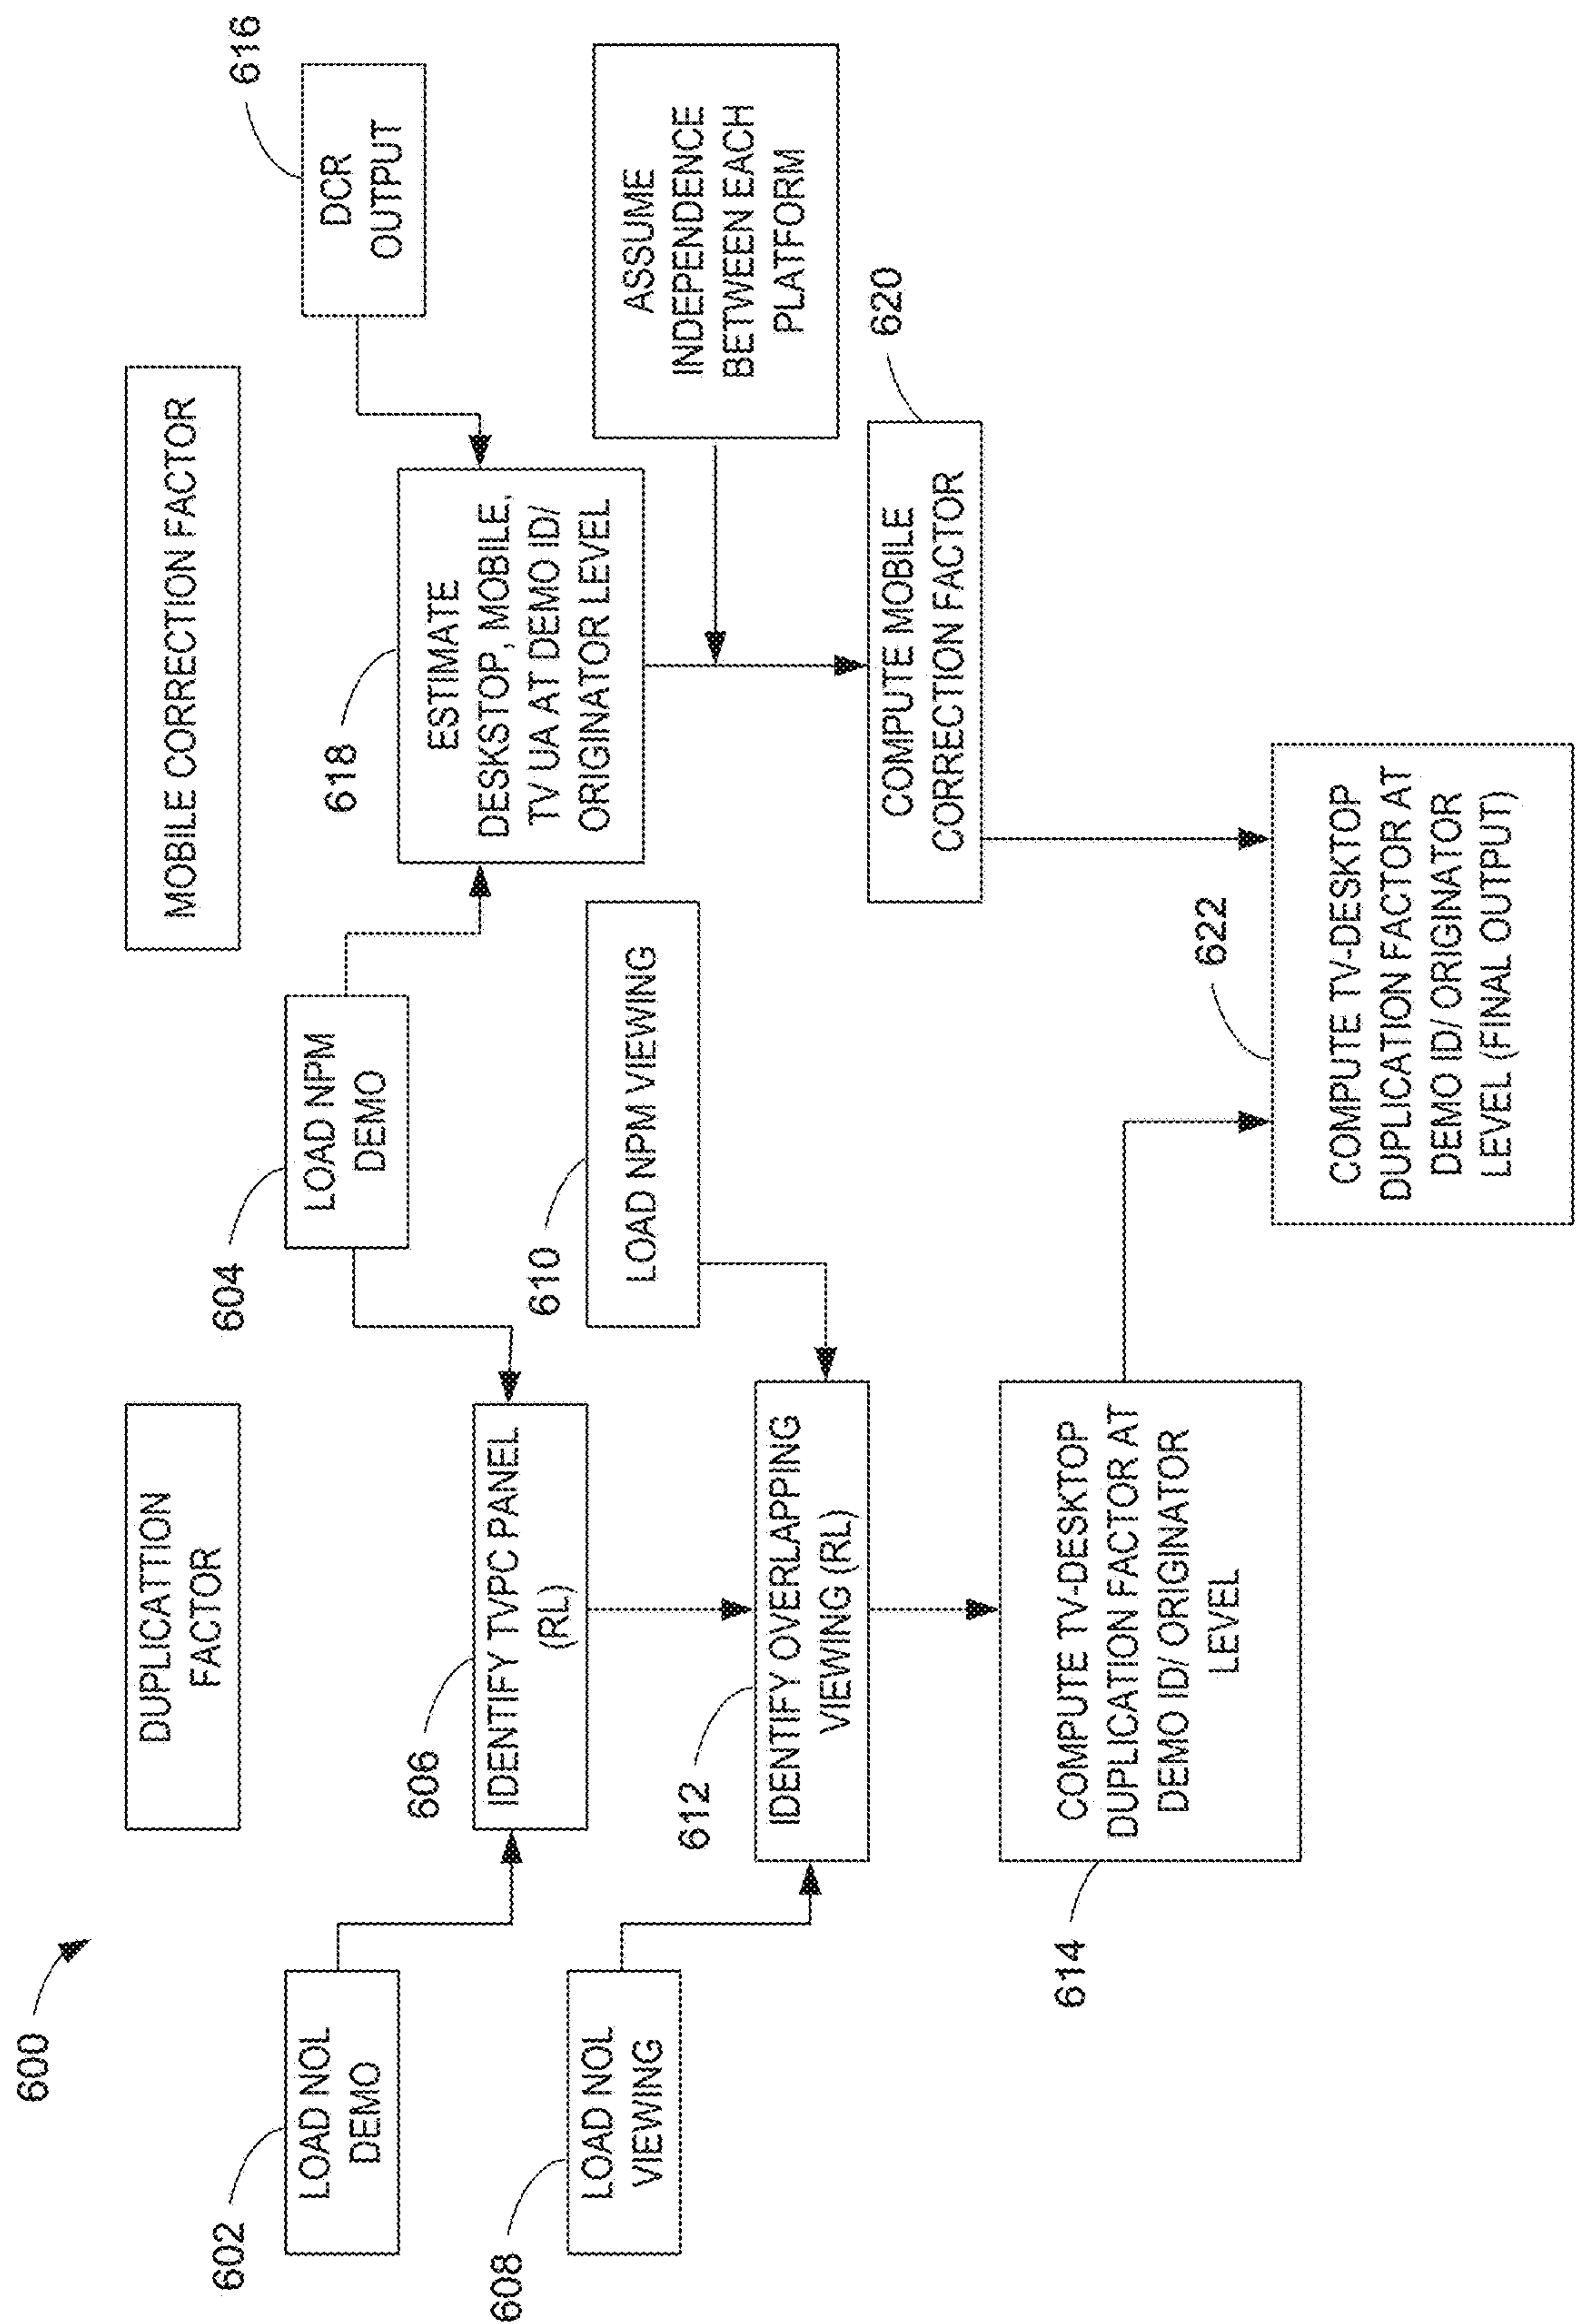 600
DUPLICATTION
FACTOR
MOBILE CORRECTION FACTOR
602
LOAD NOL
DEMO
604
LOAD NPM
DEMO
616
DCR
OUTPUT
606
IDENTIFY TVPC PANEL
(RL)
618
ESTIMATE
DESKSTOP, MOBILE,
TV UA AT DEMO ID/
ORIGINATOR LEVEL
608
LOAD NOL
VIEWING
610
LOAD NPM VIEWING
ASSUME
INDEPENDENCE
BETWEEN EACH
PLATFORM
612
IDENTIFY OVERLAPPING
VIEWING (RL)
620
COMPUTE MOBILE
CORRECTION FACTOR
614
COMPUTE TV-DESKTOP
DUPLICATION FACTOR AT
DEMO ID/ ORIGINATOR
LEVEL
622
COMPUTE TV-DESKTOP
DUPLICATION FACTOR AT
DEMO ID/ ORIGINATOR
LEVEL (FINAL OUTPUT)